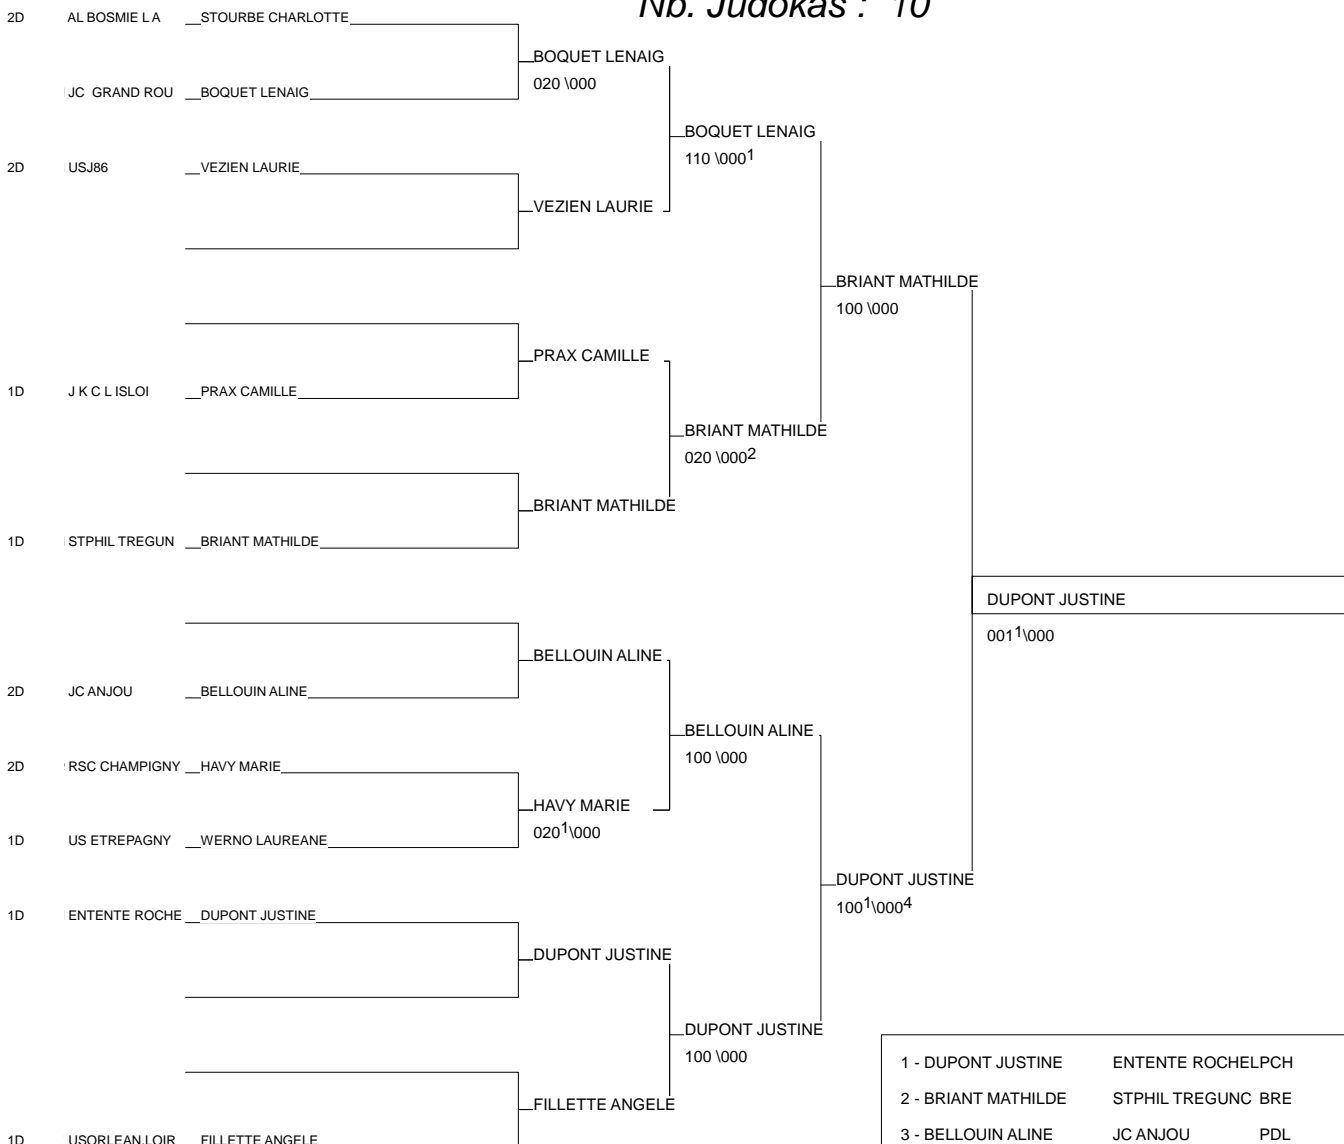 Nb. Judokas : 10
2D AL BOSMIE L A STOURBE CHARLOTTE
BOQUET LENAIG
020 \000
JC GRAND ROU BOQUET LENAIG
BOQUET LENAIG
110 \000¹
2D USJ86 VEZIEN LAURIE
VEZIEN LAURIE
BRIANT MATHILDE
100 \000
PRAX CAMILLE
1D J K C L ISLOI PRAX CAMILLE
BRIANT MATHILDE
020 \000²
BRIANT MATHILDE
1D STPHIL TREGUN BRIANT MATHILDE
DUPONT JUSTINE
001¹\000
BELLOUIN ALINE
2D JC ANJOU BELLOUIN ALINE
BELLOUIN ALINE
100 \000
2D RSC CHAMPIGNY HAVY MARIE
HAVY MARIE
020¹\000
1D US ETREPAGNY WERNO LAUREANE
DUPONT JUSTINE
100¹\000⁴
1D ENTENTE ROCHE DUPONT JUSTINE
DUPONT JUSTINE
DUPONT JUSTINE
100 \000
1 - DUPONT JUSTINE ENTENTE ROCHELPCH
2 - BRIANT MATHILDE STPHIL TREGUNC BRE
FILLETTE ANGELE
3 - BELLOUIN ALINE JC ANJOU PDL
1D USORLEAN.LOIR FILLETTE ANGELE